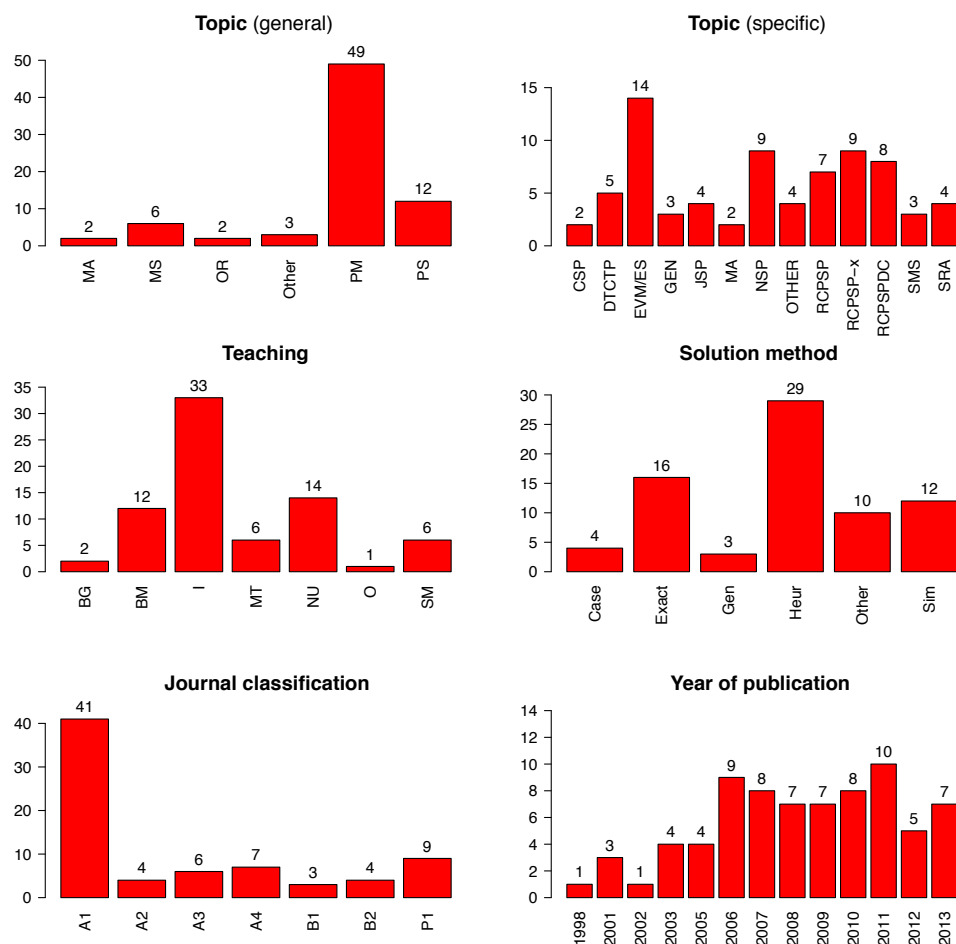 Topic (general)
50
40
30
20
10
0
2
6
2
3
49
12
MA
MS
OR
Other
PM
PS
Topic (specific)
15
10
5
0
2
5
14
3
4
2
9
4
7
9
8
3
4
CSP
DTCTP
EVM/ES
GEN
JSP
MA
NSP
OTHER
RCPSP
RCPSP−x
RCPSPDC
SMS
SRA
Teaching
35
30
25
20
15
10
5
0
2
12
33
6
14
1
6
BG
BM
I
MT
NU
O
SM
Solution method
30
25
20
15
10
5
0
4
16
3
29
10
12
Case
Exact
Gen
Heur
Other
Sim
Journal classification
40
30
20
10
0
41
4
6
7
3
4
9
A1
A2
A3
A4
B1
B2
P1
Year of publication
14
12
10
8
6
4
2
0
1
3
1
4
4
9
8
7
7
8
10
5
7
1998
2001
2002
2003
2005
2006
2007
2008
2009
2010
2011
2012
2013